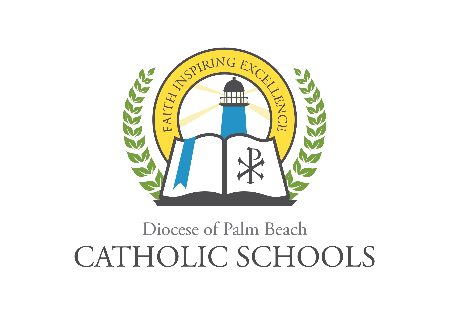 FAITH INSPIRING EXCELLENCE
Diocese of Palm Beach
CATHOLIC SCHOOLS